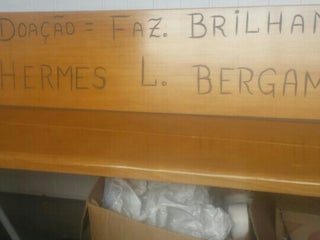 DOAÇÃO = FAZ. BRILHAN
HERMES L. BERGAM